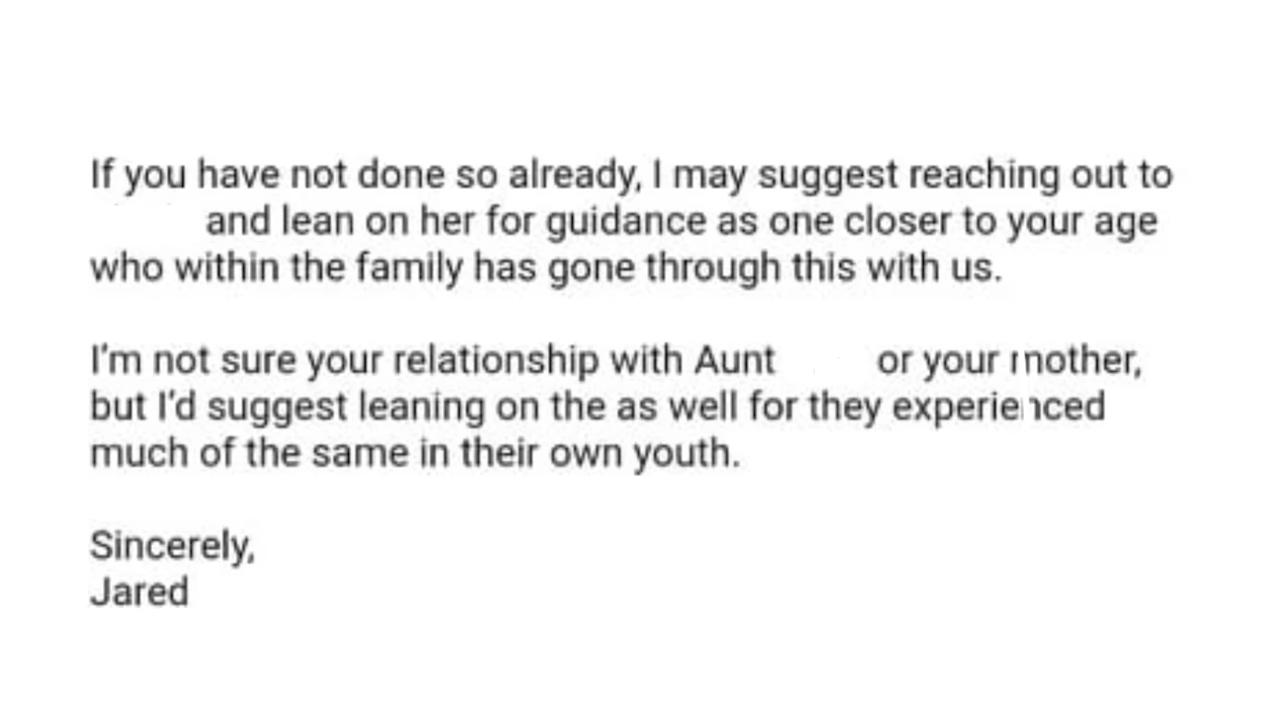 If you have not done so already, I may suggest reaching out to
and lean on her for guidance as one closer to your age
who within the family has gone through this with us.
I'm not sure your relationship with Aunt or your mother,
but I'd suggest leaning on the as well for they experienced
much of the same in their own youth.
Sincerely,
Jared